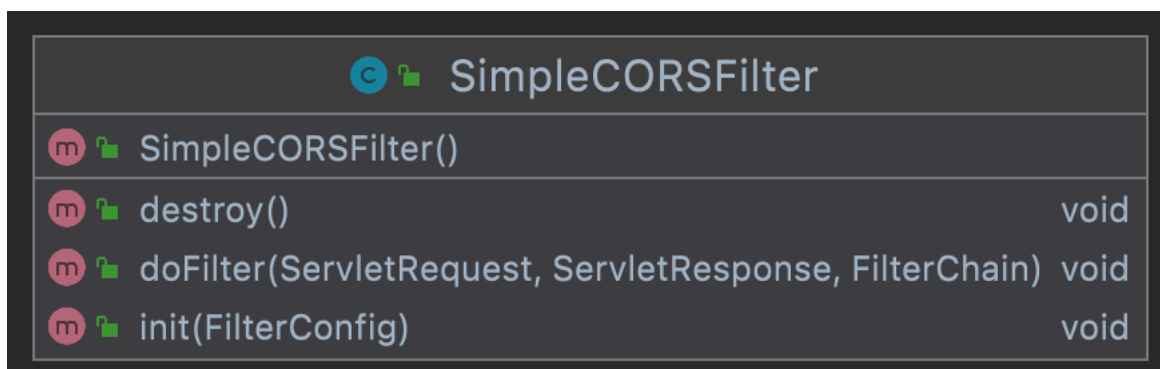 C SimpleCORSFilter
m SimpleCORSFilter()
m destroy() void
m doFilter(ServletRequest, ServletResponse, FilterChain) void
m init(FilterConfig) void